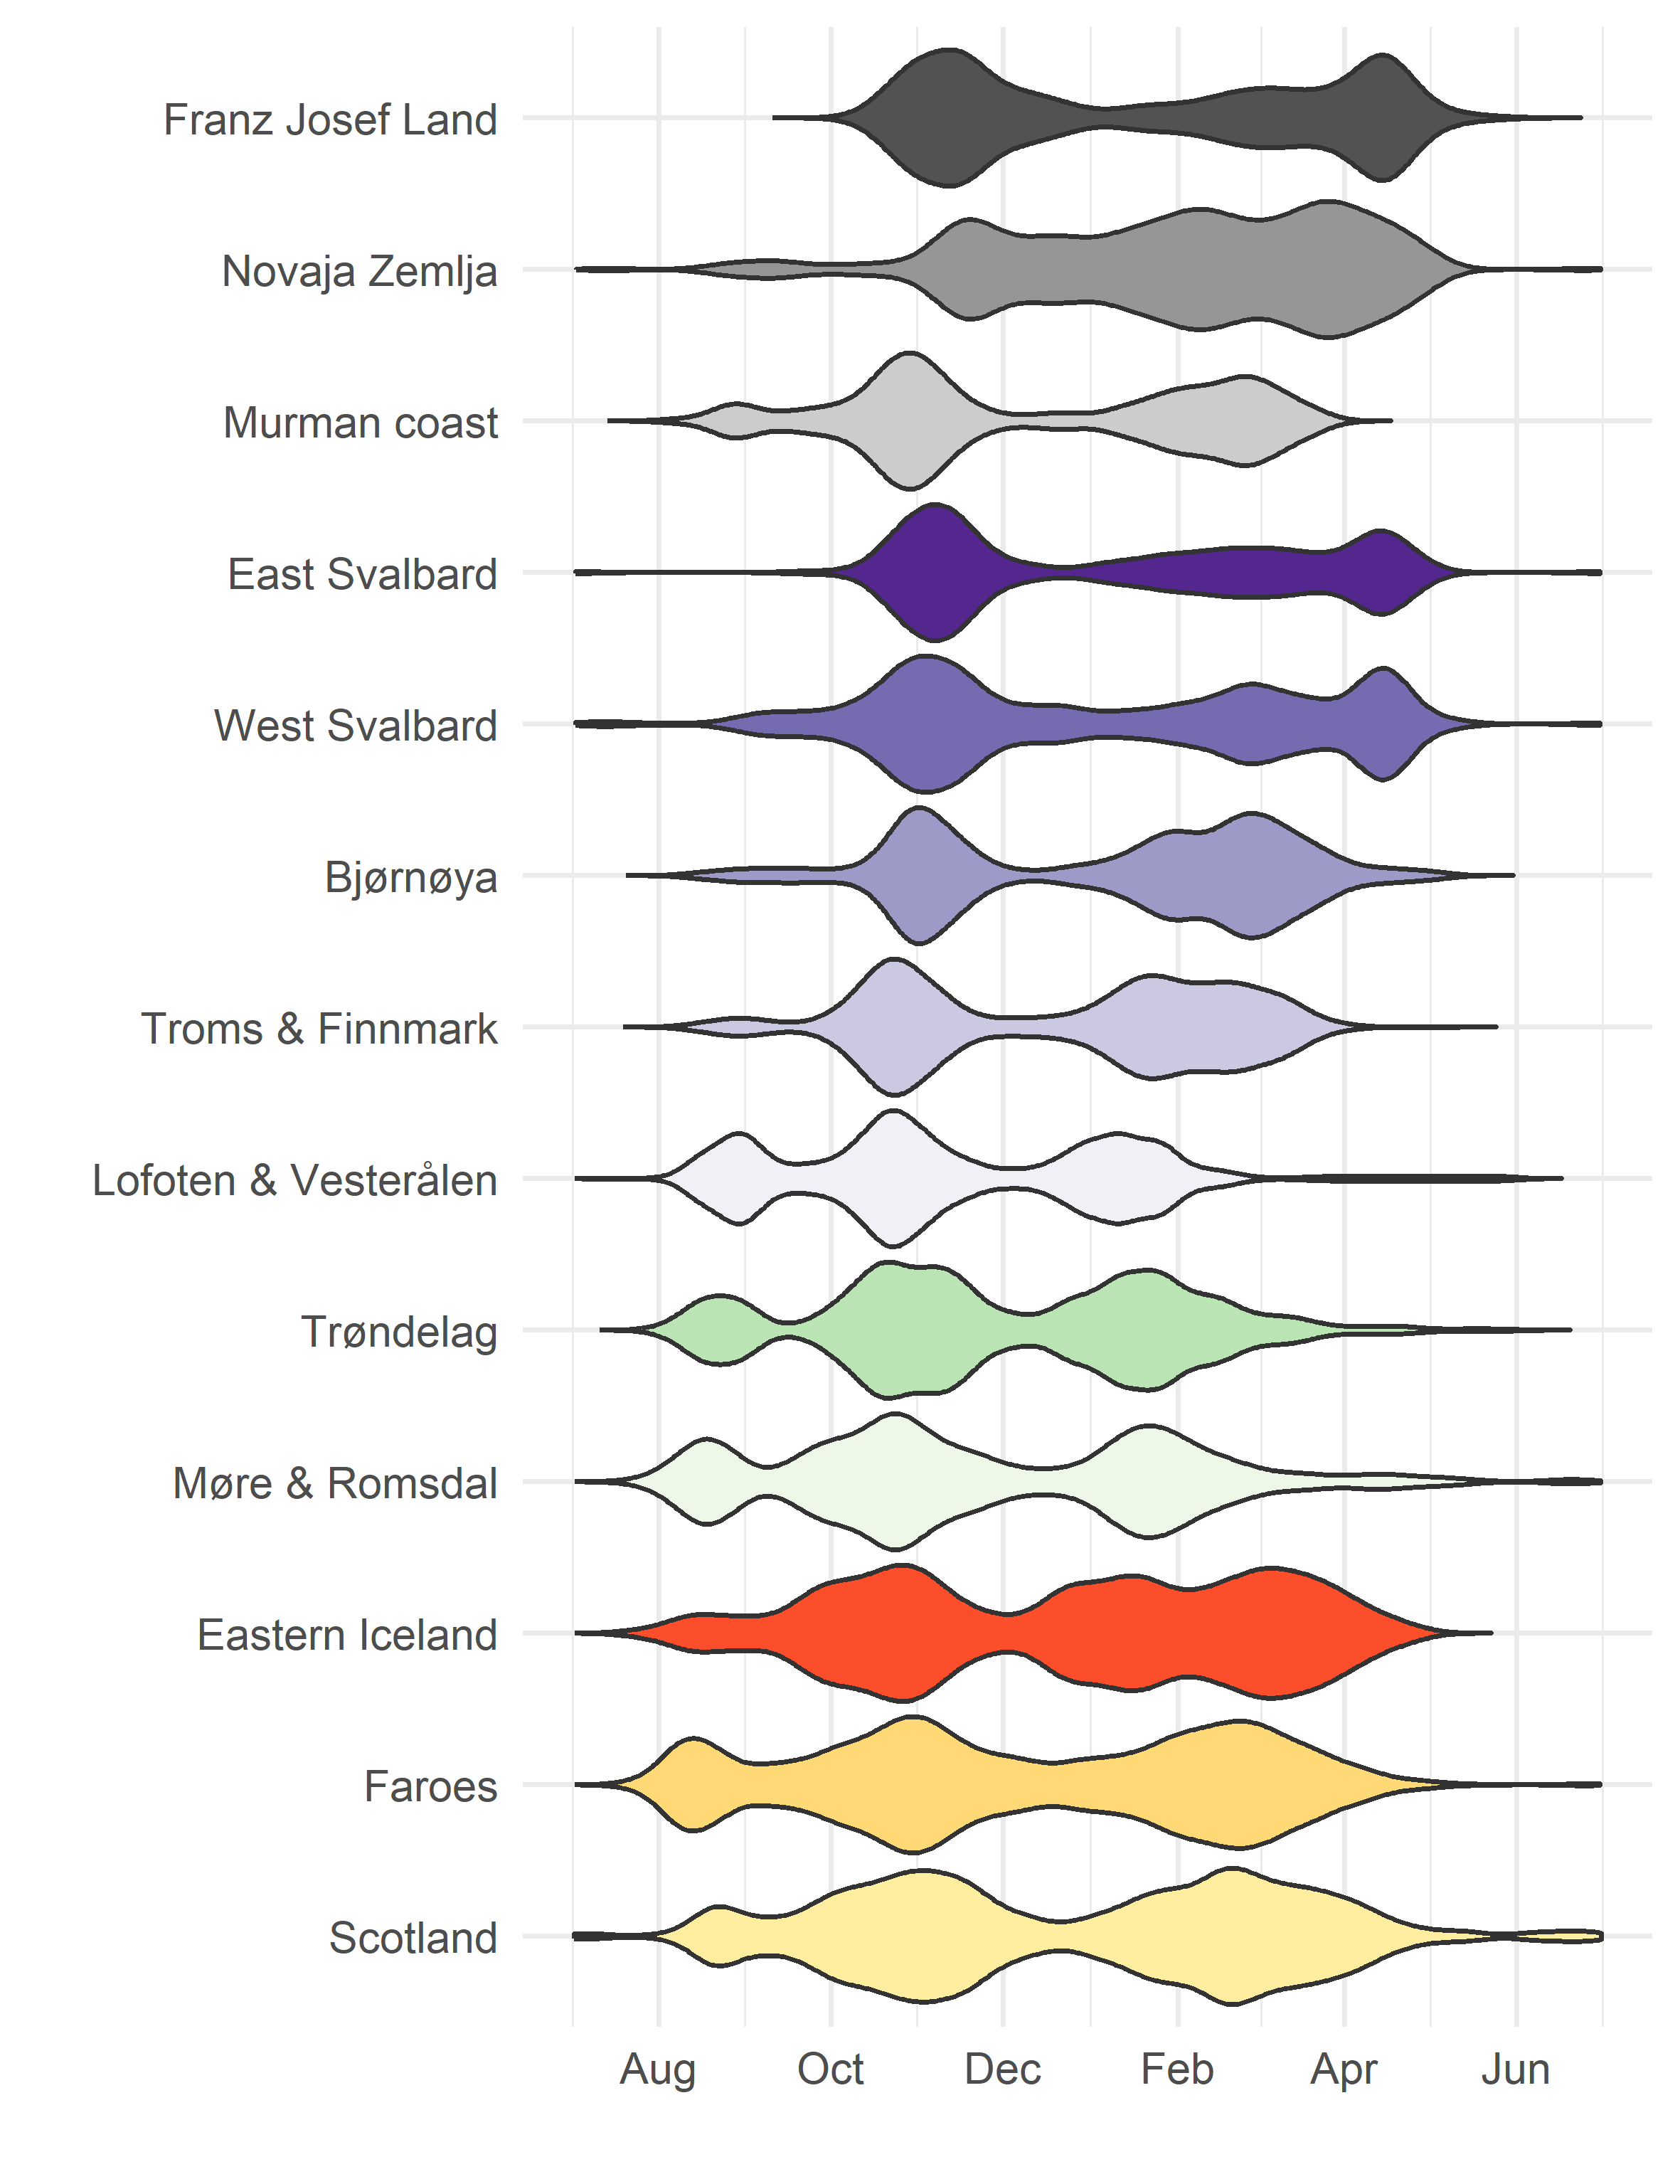 Franz Josef Land
Novaja Zemlja
Murman coast
East Svalbard
West Svalbard
Bjørnøya
Troms & Finnmark
Lofoten & Vesterålen
Trøndelag
Møre & Romsdal
Eastern Iceland
Faroes
Scotland
Aug Oct Dec Feb Apr Jun